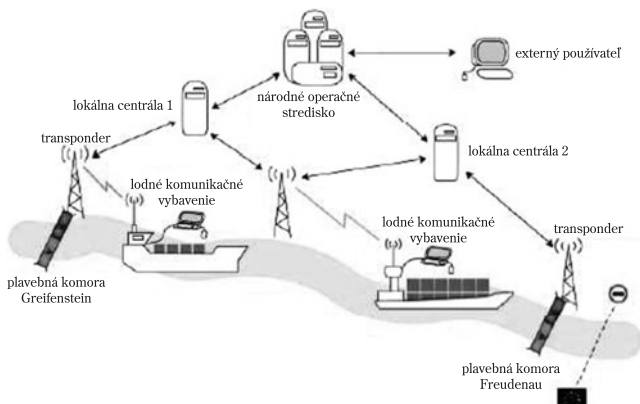 externý používateľ
národné operačné
stredisko
lokálna centrála 1
transponder
lokálna centrála 2
lodné komunikačné
vybavenie
lodné komunikačné
vybavenie
transponder
plavebná komora
Greifenstein
plavebná komora
Freudenau